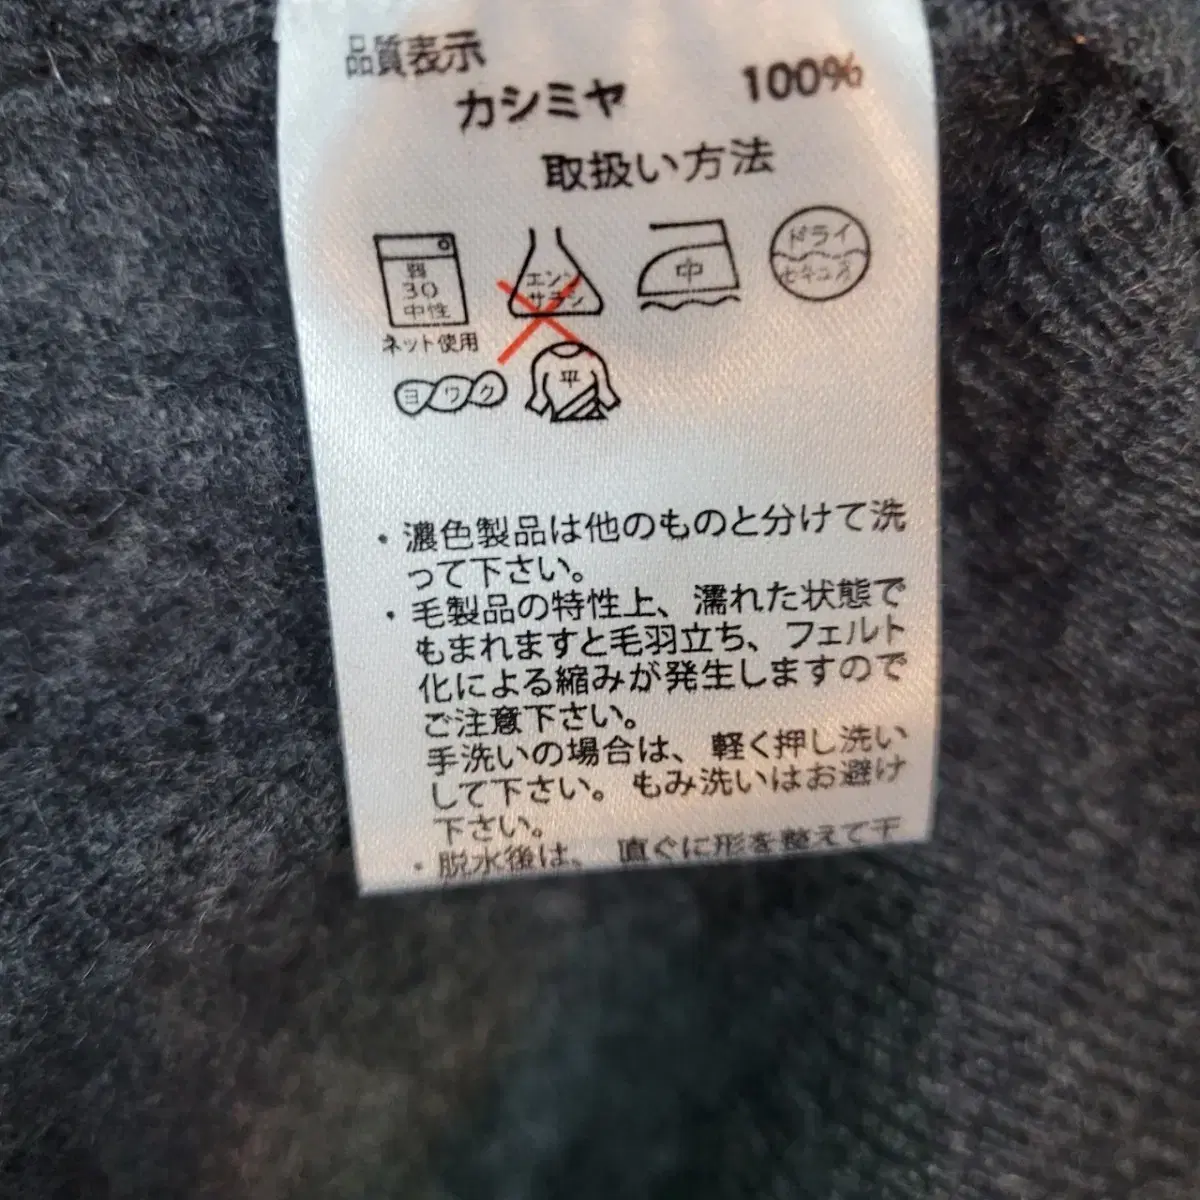 品質表示
カシミヤ 100%
取扱い方法
弱
30
中性
ネット使用
エンソ
サラシ
中
ドライ
セキユ系
ヨワク
平
・濃色製品は他のものと分けて洗
って下さい。
・毛製品の特性上、濡れた状態で
もまれますと毛羽立ち、フェルト
化による縮みが発生しますので
ご注意下さい。
手洗いの場合は、軽く押し洗い
して下さい。もみ洗いはお避け
下さい。
・脱水後は、直ぐに形を整えて干